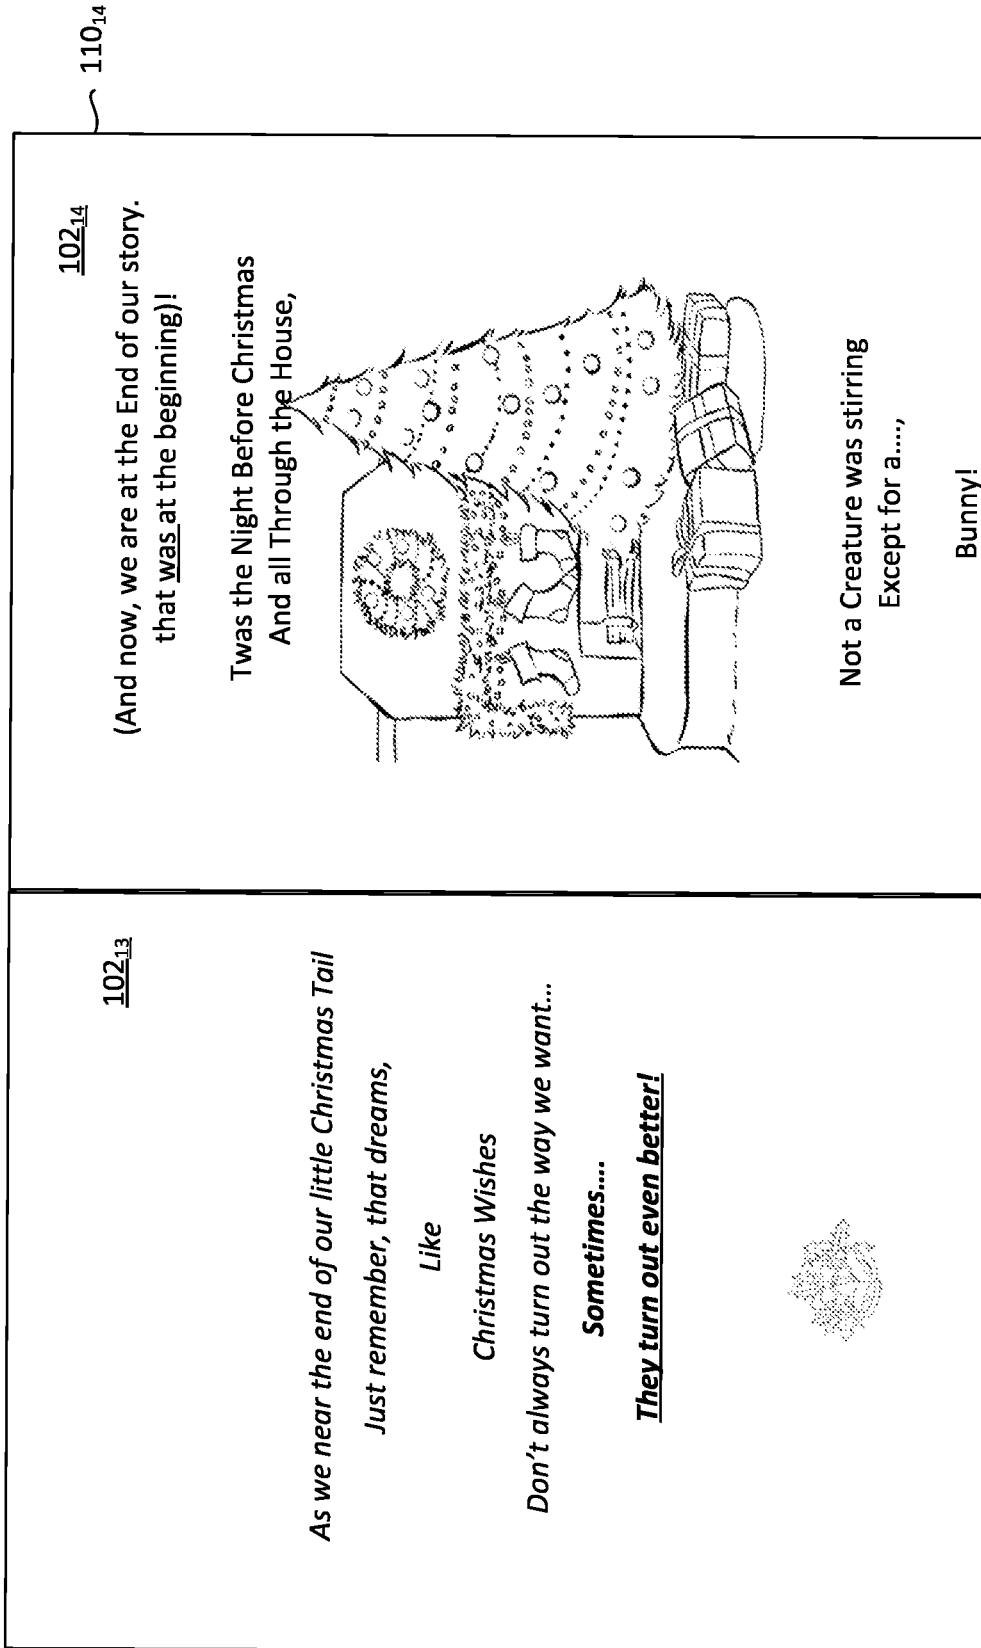 102₁₃
As we near the end of our little Christmas Tail
Just remember, that dreams,
Like
Christmas Wishes
Don't always turn out the way we want...
Sometimes....
They turn out even better!
110₁₄
102₁₄
(And now, we are at the End of our story.
that was at the beginning)!
Twas the Night Before Christmas
And all Through the House,
Not a Creature was stirring
Except for a....,
Bunny!